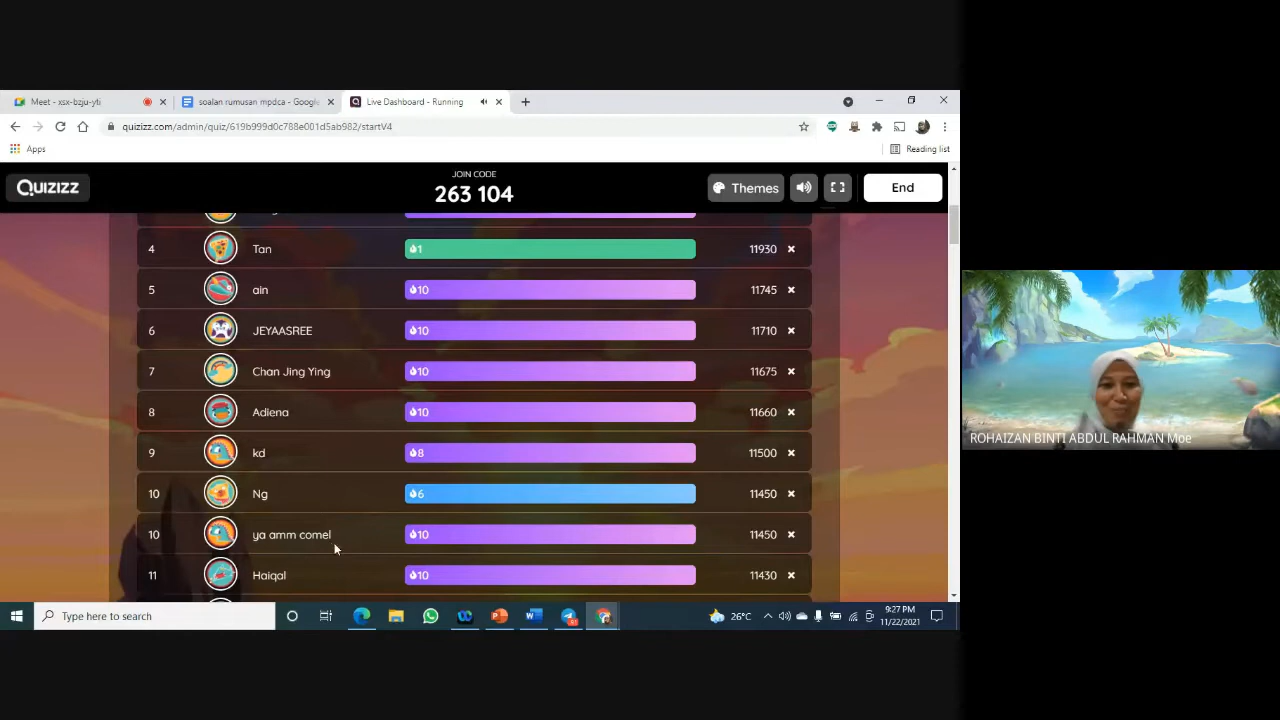 Meet - xsx-bzju-yti
soalan rumusan mpdca - Google
Live Dashboard - Running
quizizz.com/admin/quiz/619b999d0c788e001d5ab982/startV4
Apps
Reading list
Quizizz
JOIN CODE
263 104
Themes
End
4 Tan 1 11930
5 ain 10 11745
6 JEYAASREE 10 11710
7 Chan Jing Ying 10 11675
8 Adiena 10 11660
9 kd 8 11500
10 Ng 6 11450
10 ya amm comel 10 11450
11 Haiqal 10 11430
ROHAIZAN BINTI ABDUL RAHMAN Moe
Type here to search
26°C
9:27 PM
11/22/2021